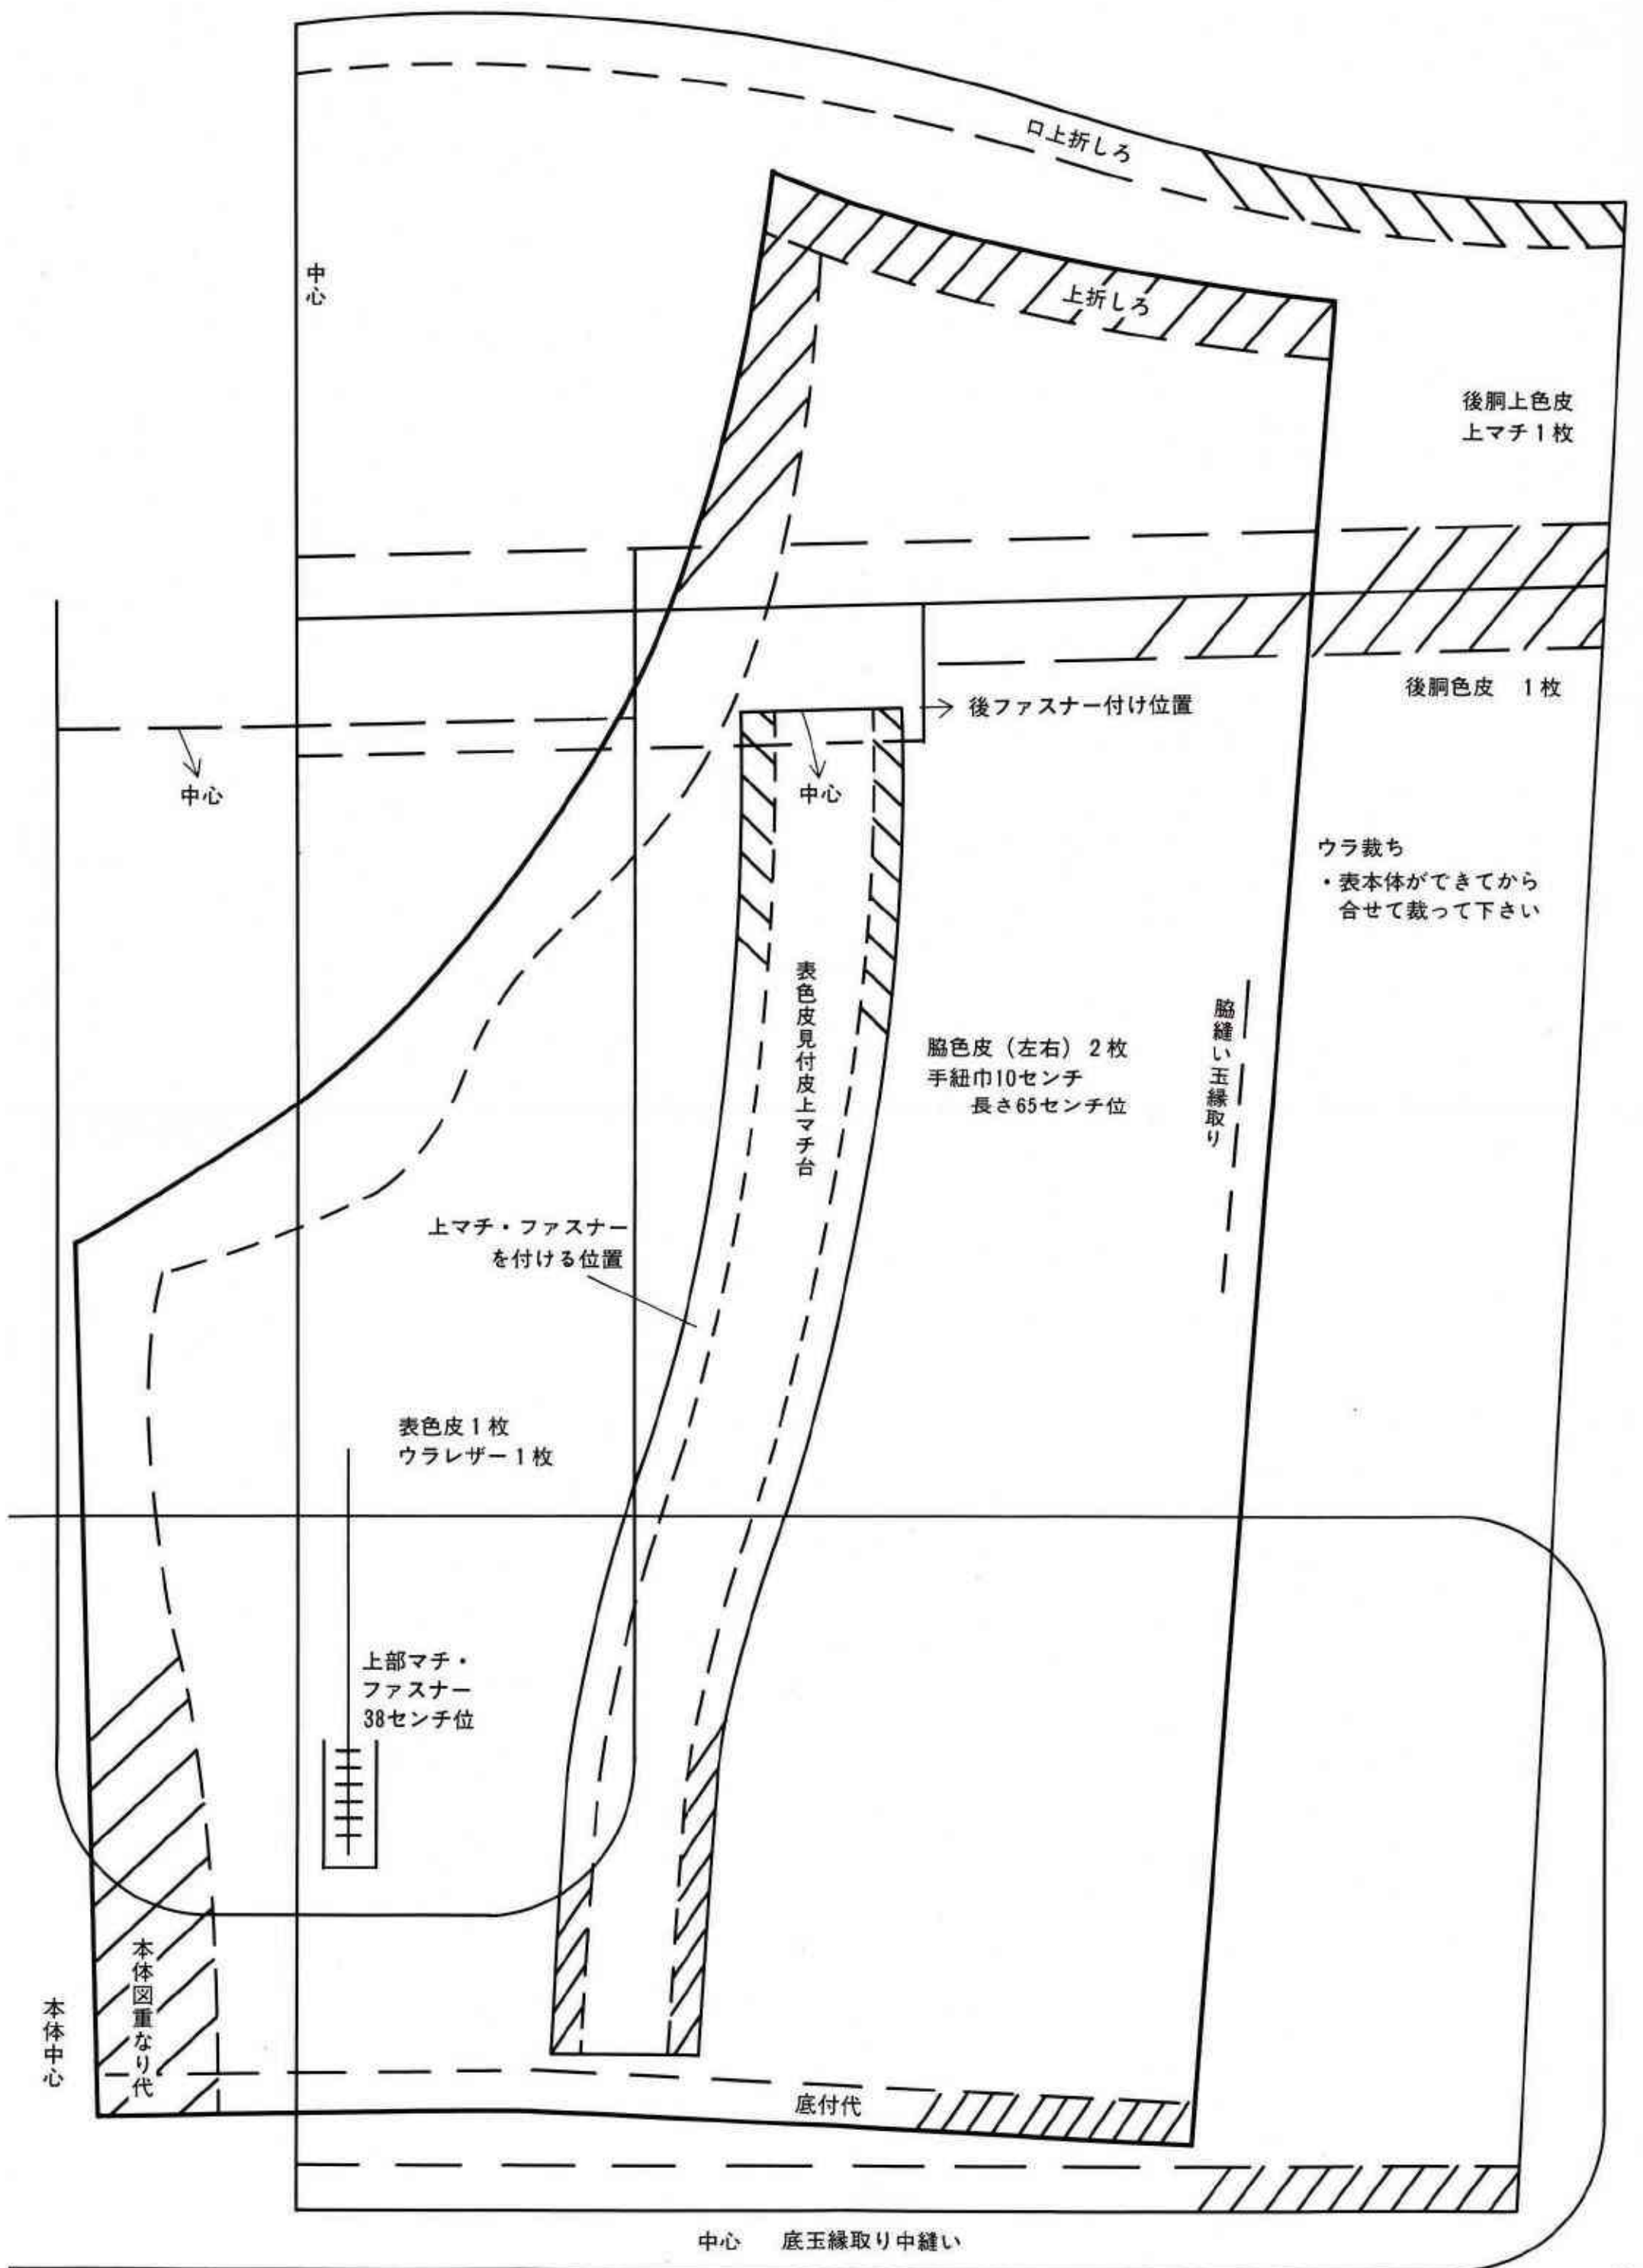 口上折しろ
中心
上折しろ
後胴上色皮
上マチ1枚
後胴色皮 1枚
後ファスナー付け位置
中心
中心
ウラ裁ち
・表本体ができてから
合せて裁って下さい
表色皮見付皮上マチ台
脇縫い玉縁取り
脇色皮（左右）2枚
手紐巾10センチ
長さ65センチ位
上マチ・ファスナー
を付ける位置
表色皮1枚
ウラレザー1枚
上部マチ・
ファスナー
38センチ位
本体図重なり代
本体中心
底付代
中心 底玉縁取り中縫い